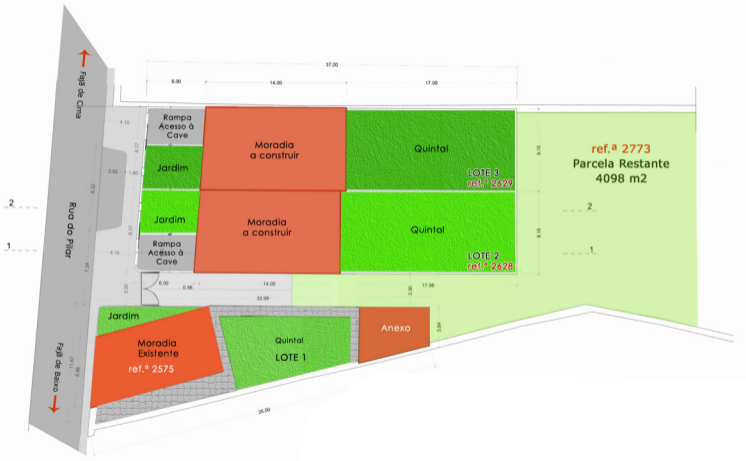 37.00
6.00
14.00
17.00
Fajã de Cima
Rampa
Acesso à
Cave
Moradia
a construir
Quintal
Jardim
LOTE 3
ref.ª 2629
ref.ª 2773
Parcela Restante
4098 m2
Rua do Pilar
2
2
1
1
Jardim
Rampa
Acesso à
Cave
Moradia
a construir
Quintal
LOTE 2
ref.ª 2628
6.00
14.00
Jardim
Moradia
Existente
ref.ª 2575
Quintal
LOTE 1
Anexo
Fajã de Baixo
35.00